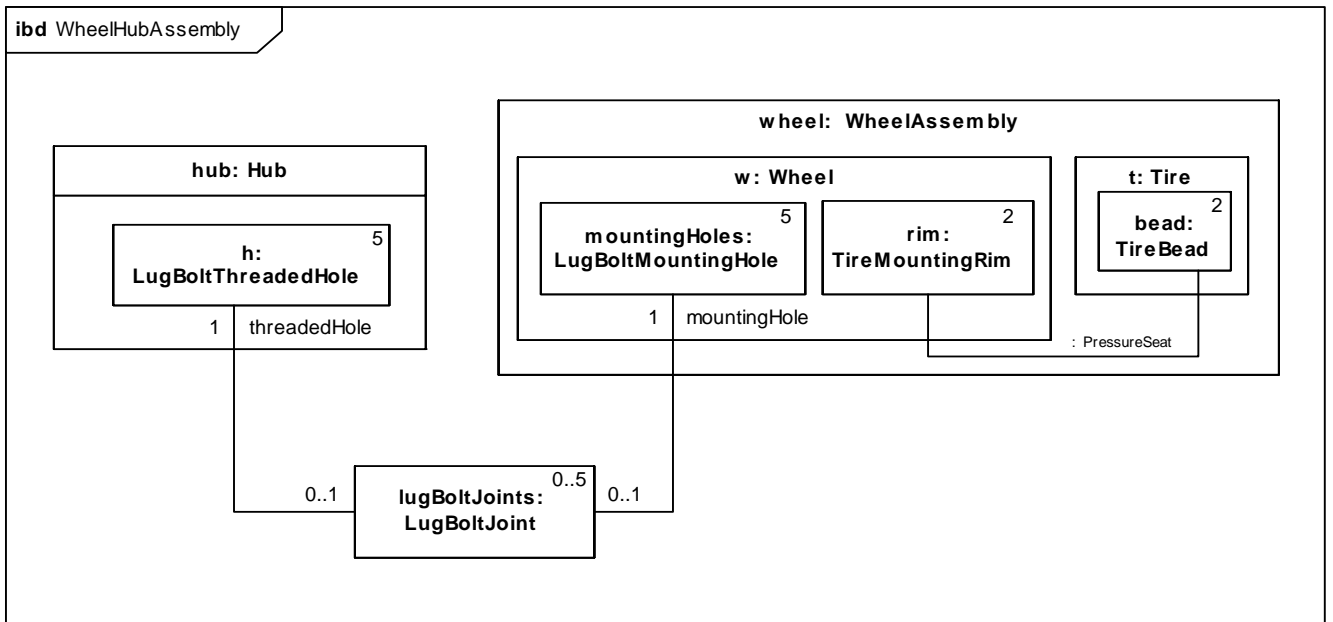 ibd WheelHubAssembly
wheel: WheelAssembly
hub: Hub
w: Wheel
t: Tire
5
h:
LugBoltThreadedHole
5
mountingHoles:
LugBoltMountingHole
2
rim:
TireMountingRim
2
bead:
TireBead
1 threadedHole
1 mountingHole
: PressureSeat
0..1
0..5
lugBoltJoints:
LugBoltJoint
0..1